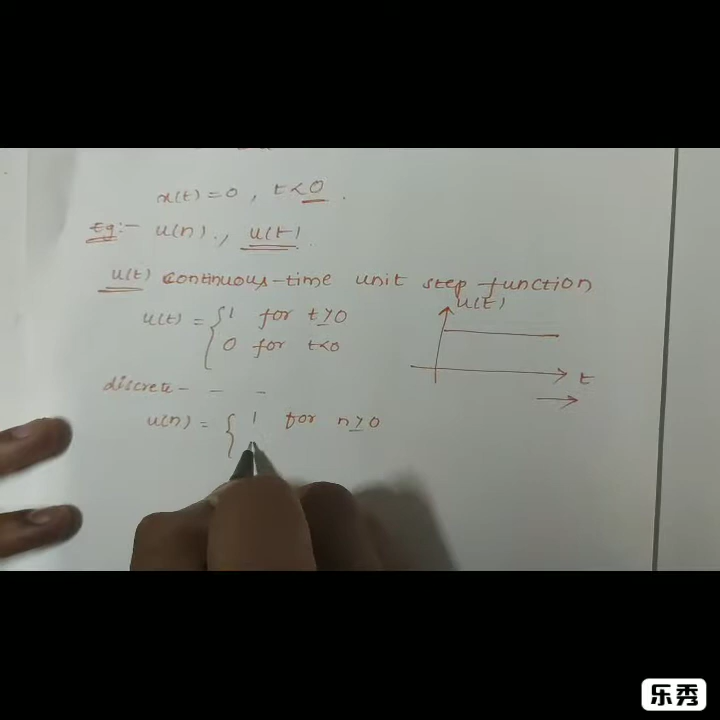 x(t) = 0 , t < 0 .
Eg:- u(n) . , u(t) .
u(t) continuous-time unit step function
u(t)
u(t) = { 1 for t ≥ 0
0 for t < 0
t
discrete - - -
u(n) = { 1 for n ≥ 0
乐秀